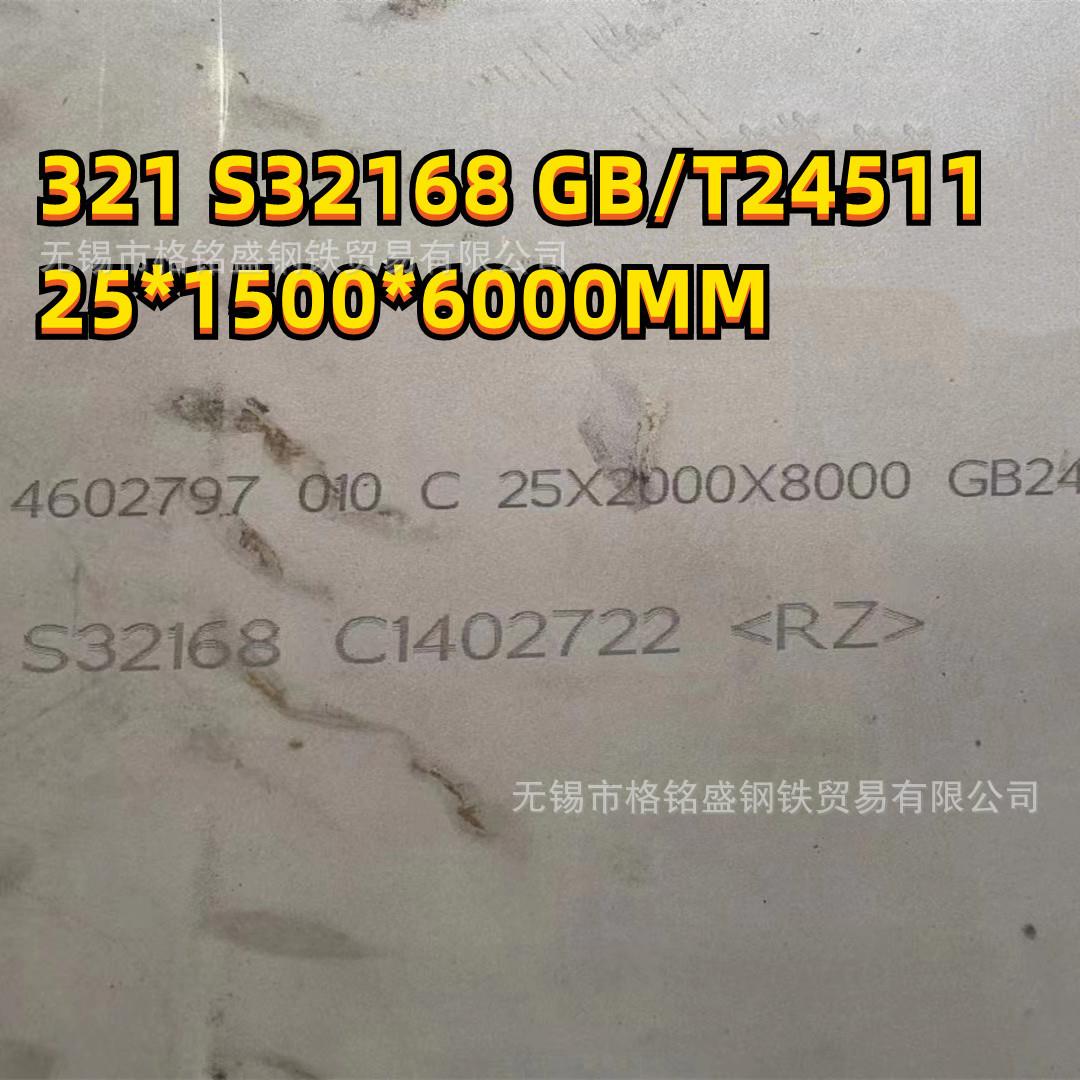 321 S32168 GB/T24511
无锡市格铭盛钢铁贸易有限公司
25*1500*6000MM
4602797 010 C 25X2000X8000 GB24
S32168 C1402722 <RZ>
无锡市格铭盛钢铁贸易有限公司